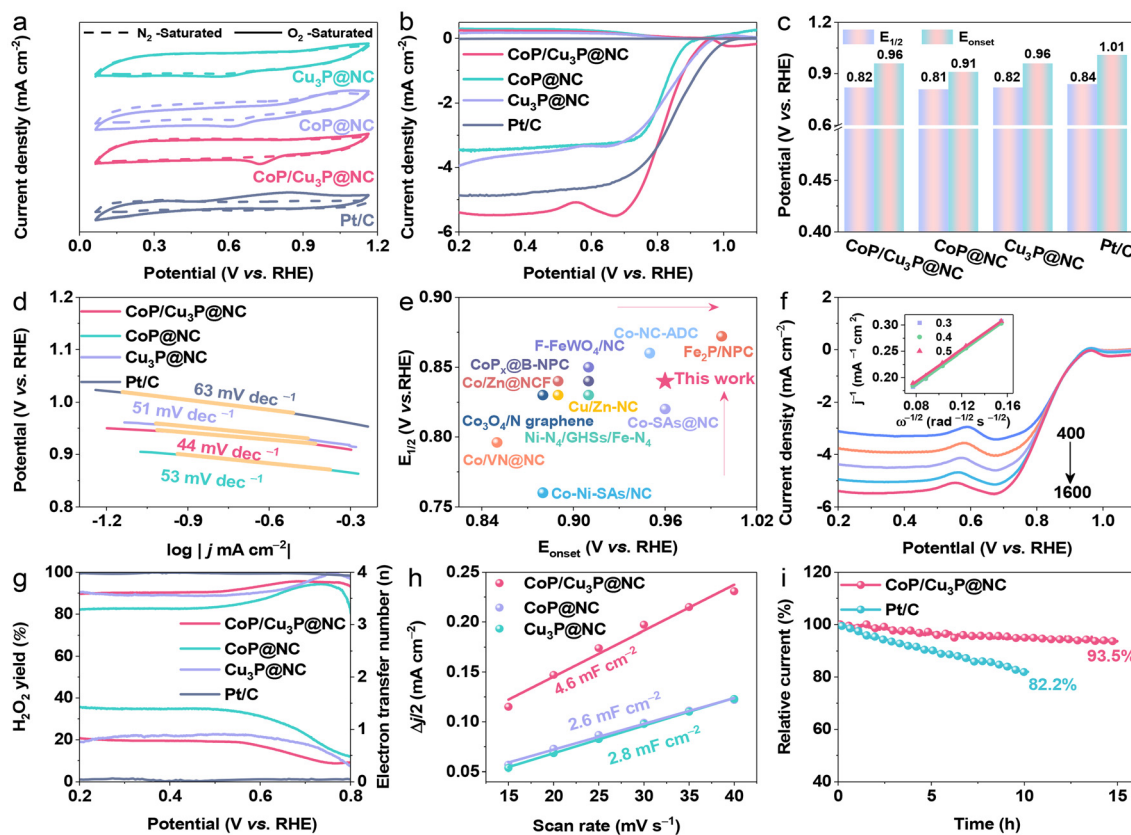 a
N₂ -Saturated
O₂ -Saturated
Cu₃P@NC
CoP@NC
CoP/Cu₃P@NC
Pt/C
0.0
0.3
0.6
0.9
1.2
Potential (V vs. RHE)
Current denstly (mA cm⁻²)
b
CoP/Cu₃P@NC
CoP@NC
Cu₃P@NC
Pt/C
0
-2
-4
-6
0.2
0.4
0.6
0.8
1.0
Potential (V vs. RHE)
Current denstly (mA cm⁻²)
c
E₁/₂
Eonset
0.82
0.96
0.81
0.91
0.82
0.96
0.84
1.01
1.2
0.9
0.6
0.45
0.40
CoP/Cu₃P@NC
CoP@NC
Cu₃P@NC
Pt/C
Potential (V vs. RHE)
d
CoP/Cu₃P@NC
CoP@NC
Cu₃P@NC
Pt/C
63 mV dec⁻¹
51 mV dec⁻¹
44 mV dec⁻¹
53 mV dec⁻¹
1.2
1.1
1.0
0.9
0.8
-1.2
-0.9
-0.6
-0.3
log | j mA cm⁻²|
Potential (V vs. RHE)
e
Co-NC-ADC
F-FeWO₄/NC
Fe₂P/NPC
CoPₓ@B-NPC
Co/Zn@NCF
This work
Cu/Zn-NC
Co-SAs@NC
Co₃O₄/N graphene
Ni-N₄/GHSs/Fe-N₄
Co/VN@NC
Co-Ni-SAs/NC
0.90
0.85
0.80
0.75
0.84
0.90
0.96
1.02
Eonset (V vs. RHE)
E₁/₂ (V vs.RHE)
f
0.3
0.4
0.5
0.30
0.25
0.20
0.08
0.12
0.16
ω⁻¹/² (rad⁻¹/² s⁻¹/²)
j⁻¹ (mA⁻¹ cm²)
400
1600
2
0
-2
-4
-6
0.2
0.4
0.6
0.8
1.0
Potential (V vs. RHE)
Current density (mA cm⁻²)
g
CoP/Cu₃P@NC
CoP@NC
Cu₃P@NC
Pt/C
100
80
60
40
20
0
4
3
2
1
0
0.2
0.4
0.6
0.8
Potential (V vs. RHE)
H₂O₂ yield (%)
Electron transfer number (n)
h
CoP/Cu₃P@NC
CoP@NC
Cu₃P@NC
4.6 mF cm⁻²
2.6 mF cm⁻²
2.8 mF cm⁻²
0.25
0.20
0.15
0.10
0.05
15
20
25
30
35
40
Scan rate (mV s⁻¹)
Δj/2 (mA cm⁻²)
i
CoP/Cu₃P@NC
Pt/C
93.5%
82.2%
120
100
80
60
40
0
5
10
15
Time (h)
Relative current (%)